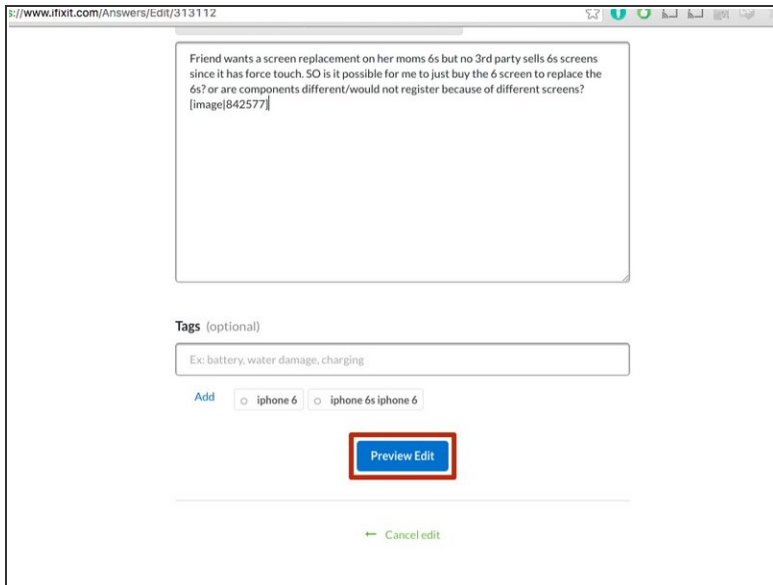 s://www.ifixit.com/Answers/Edit/313112
Friend wants a screen replacement on her moms 6s but no 3rd party sells 6s screens
since it has force touch. SO is it possible for me to just buy the 6 screen to replace the
6s? or are components different/would not register because of different screens?
[image|842577]
Tags (optional)
Ex: battery, water damage, charging
Add iphone 6 iphone 6s iphone 6
Preview Edit
← Cancel edit